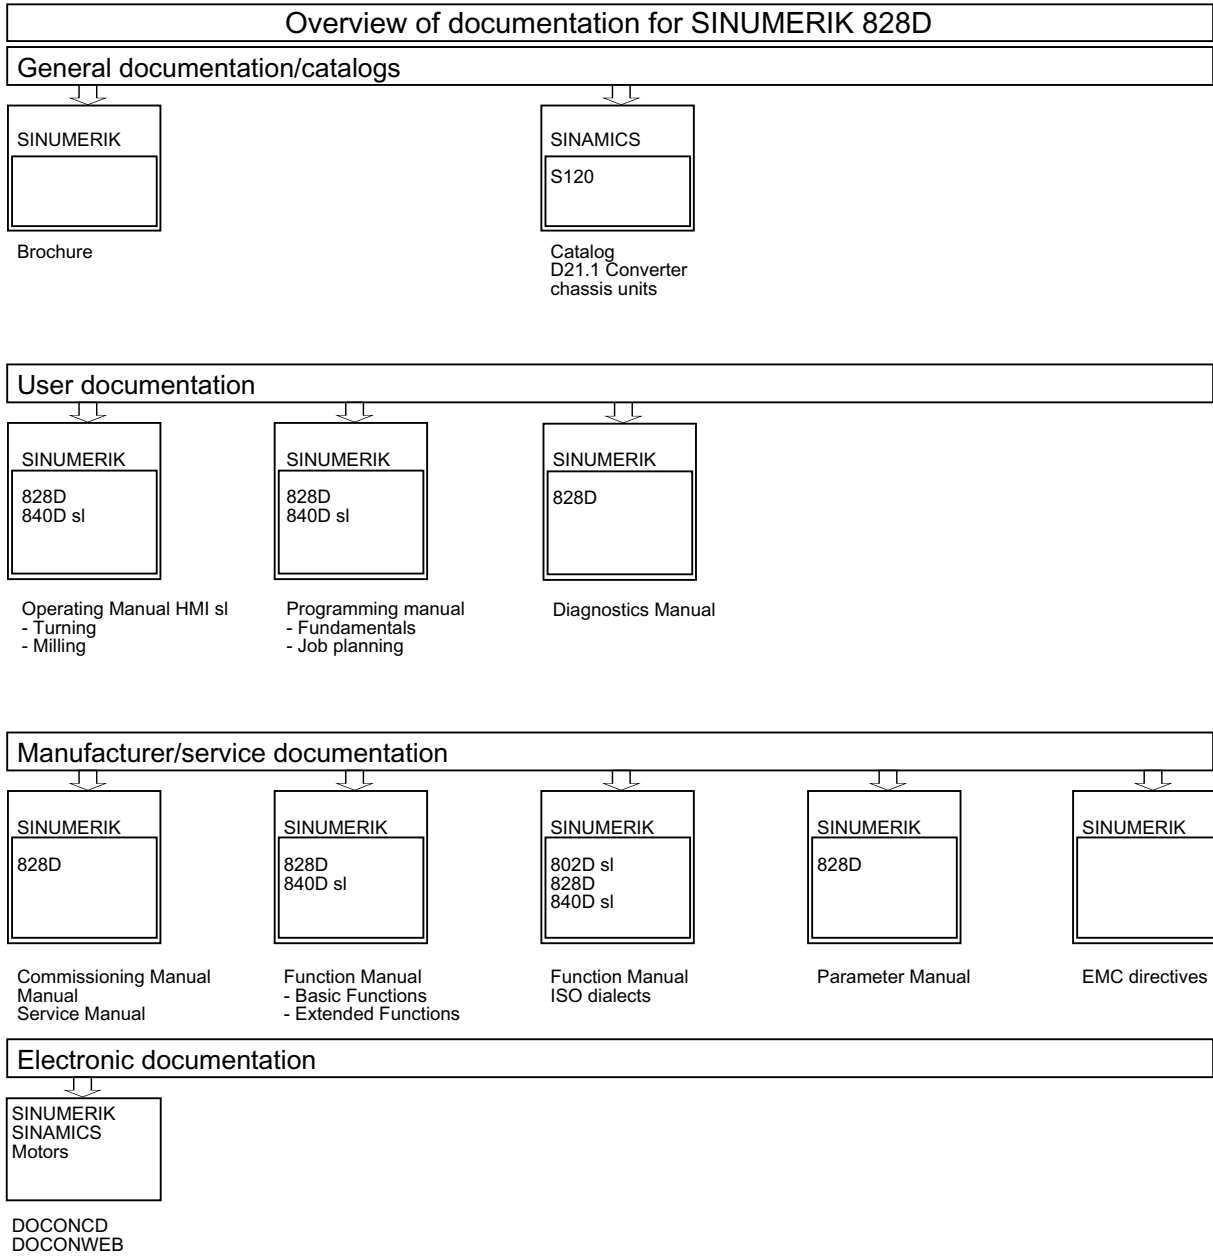 Overview of documentation for SINUMERIK 828D
General documentation/catalogs
SINUMERIK
Brochure
SINAMICS
S120
Catalog
D21.1 Converter
chassis units
User documentation
SINUMERIK
828D
840D sl
Operating Manual HMI sl
- Turning
- Milling
SINUMERIK
828D
840D sl
Programming manual
- Fundamentals
- Job planning
SINUMERIK
828D
Diagnostics Manual
Manufacturer/service documentation
SINUMERIK
828D
Commissioning Manual
Manual
Service Manual
SINUMERIK
828D
840D sl
Function Manual
- Basic Functions
- Extended Functions
SINUMERIK
802D sl
828D
840D sl
Function Manual
ISO dialects
SINUMERIK
828D
Parameter Manual
SINUMERIK
EMC directives
Electronic documentation
SINUMERIK
SINAMICS
Motors
DOCONCD
DOCONWEB